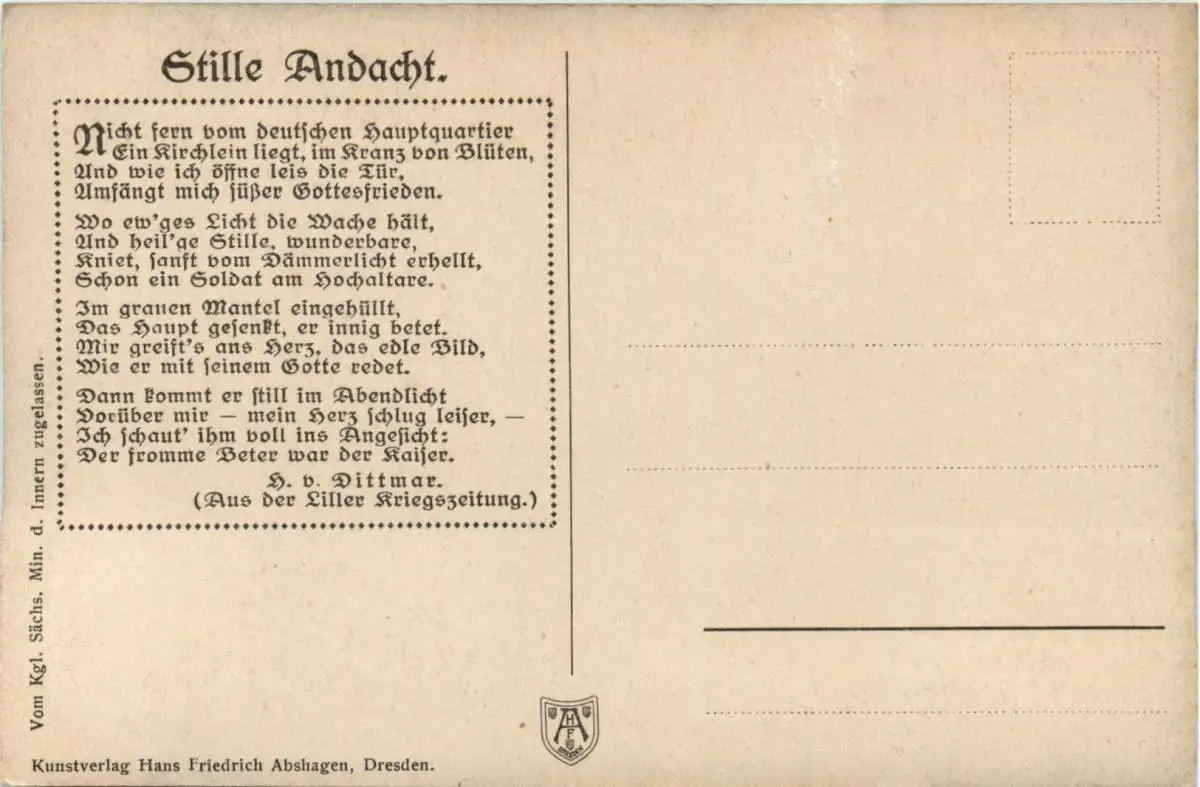 Stille Andacht.
Nicht fern vom deutschen Hauptquartier
Ein Kirchlein liegt, im Kranz von Blüten,
Und wie ich öffne leis die Tür,
Umfängt mich süßer Gottesfrieden.
Wo ew'ges Licht die Wache hält,
Und heil'ge Stille, wunderbare,
Kniet, sanft vom Dämmerlicht erhellt,
Schon ein Soldat am Hochaltare.
Im grauen Mantel eingehüllt,
Das Haupt gesenkt, er innig betet.
Mir greift's ans Herz, das edle Bild,
Wie er mit seinem Gotte redet.
Dann kommt er still im Abendlicht
Vorüber mir — mein Herz schlug leiser, —
Ich schaut' ihm voll ins Angesicht:
Der fromme Beter war der Kaiser.
H. v. Dittmar.
(Aus der Liller Kriegszeitung.)
Vom Kgl. Sächs. Min. d. Innern zugelassen.
Kunstverlag Hans Friedrich Abshagen, Dresden.
H
A
F
DRESDEN